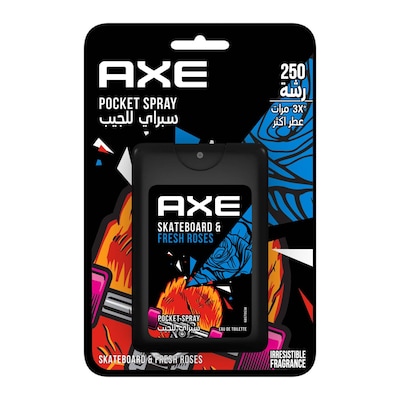 AXE
POCKET SPRAY
سبراي للجيب
250
رشة
3X* مرات
عطر أكثر
AXE
SKATEBOARD &
FRESH ROSES
POCKET-SPRAY
سبراي للجيب
EAU DE TOILETTE
SKATEBOARD & FRESH ROSES
IRRESISTIBLE
FRAGRANCE